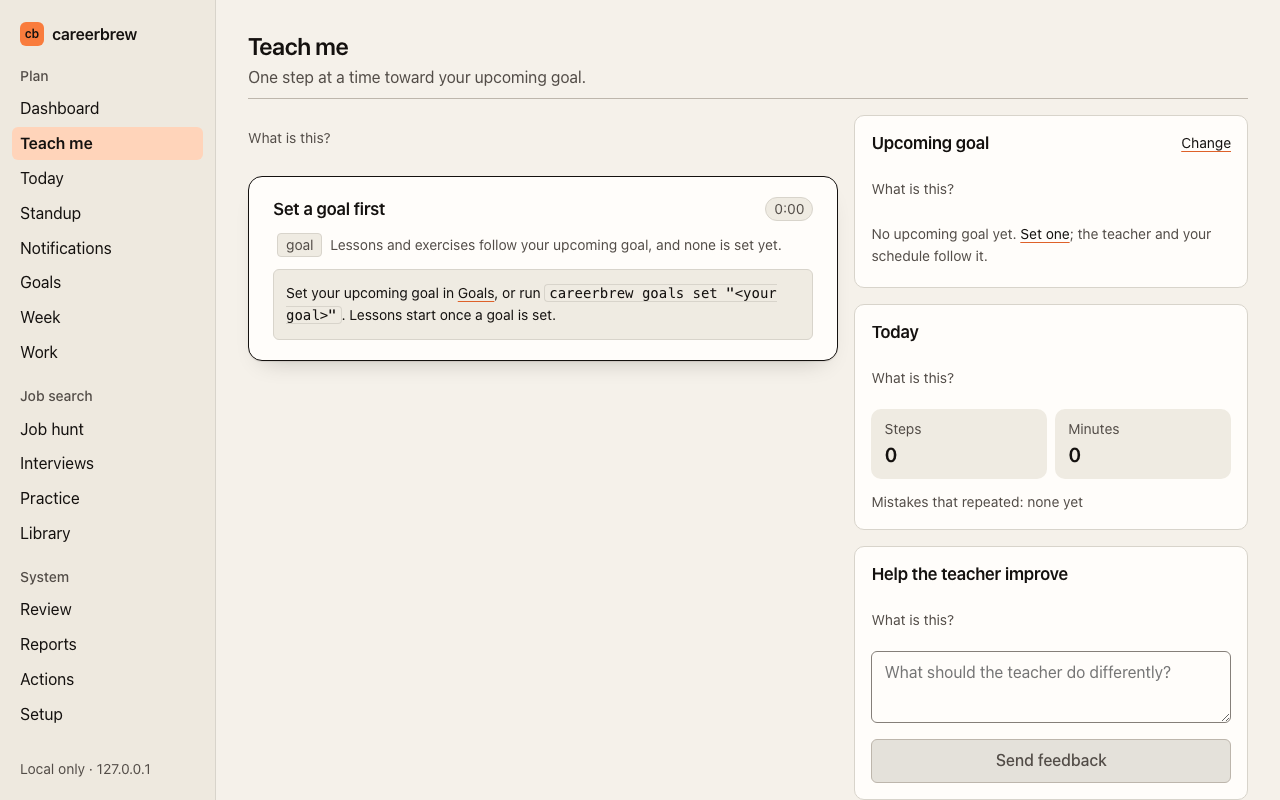 cb careerbrew
Plan
Dashboard
Teach me
Today
Standup
Notifications
Goals
Week
Work
Job search
Job hunt
Interviews
Practice
Library
System
Review
Reports
Actions
Setup
Local only · 127.0.0.1
Teach me
One step at a time toward your upcoming goal.
What is this?
Set a goal first 0:00
goal Lessons and exercises follow your upcoming goal, and none is set yet.
Set your upcoming goal in Goals, or run careerbrew goals set "<your
goal>". Lessons start once a goal is set.
Upcoming goal Change
What is this?
No upcoming goal yet. Set one; the teacher and your
schedule follow it.
Today
What is this?
Steps Minutes
0 0
Mistakes that repeated: none yet
Help the teacher improve
What is this?
What should the teacher do differently?
Send feedback